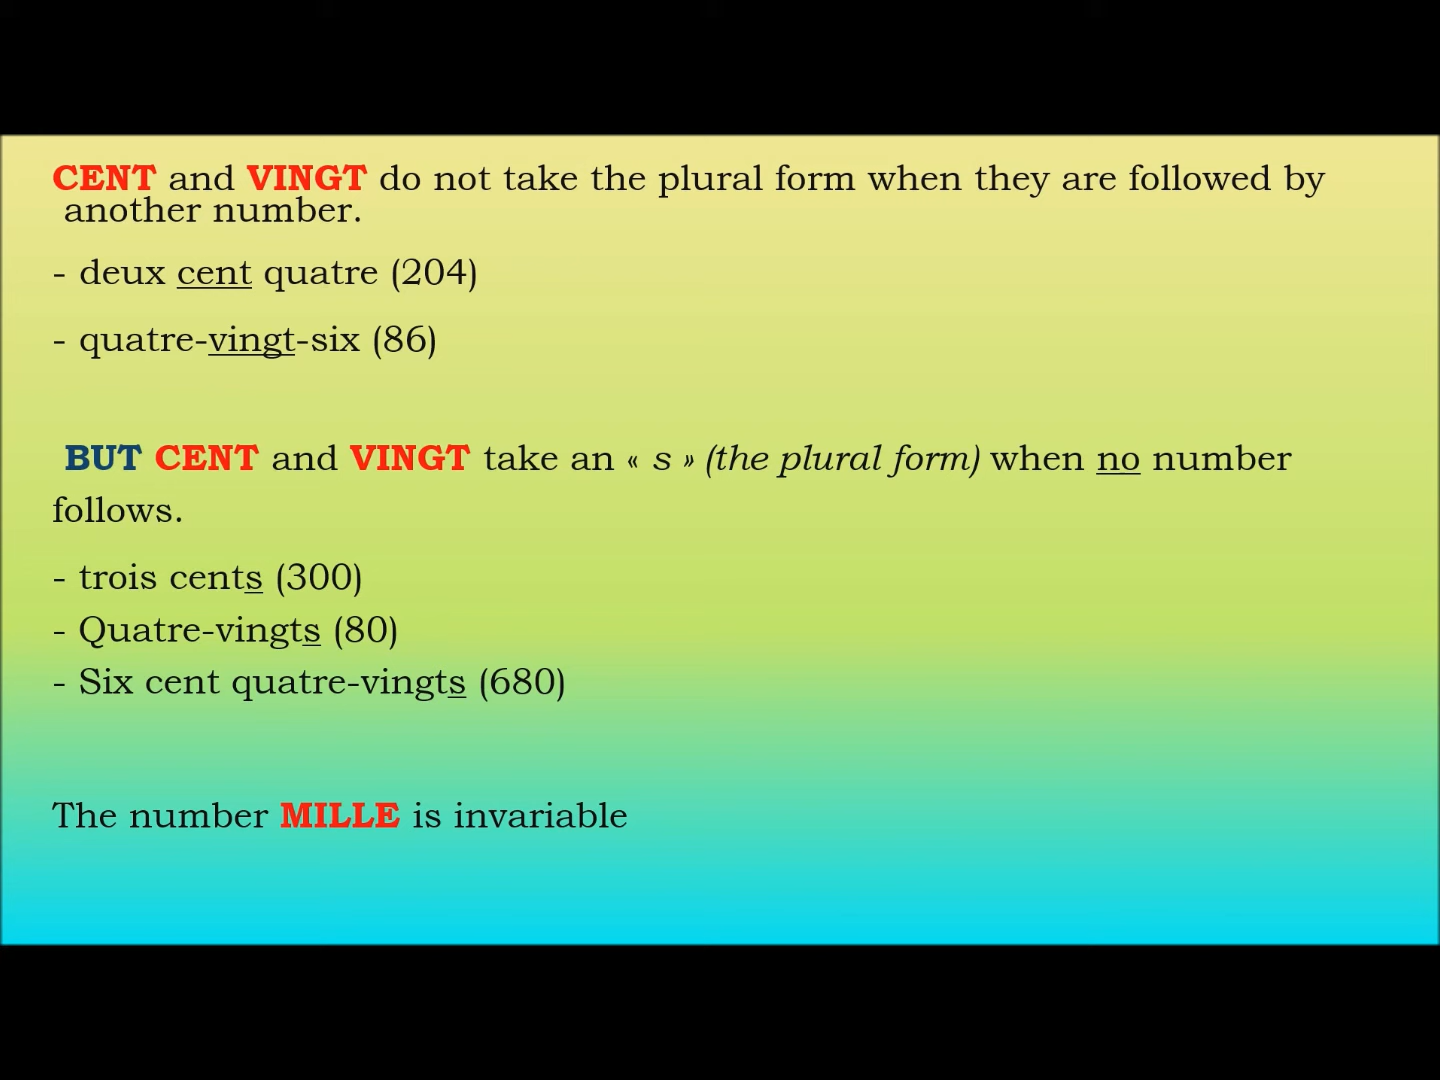 CENT and VINGT do not take the plural form when they are followed by
another number.
- deux cent quatre (204)
- quatre-vingt-six (86)
BUT CENT and VINGT take an « s » (the plural form) when no number
follows.
- trois cents (300)
- Quatre-vingts (80)
- Six cent quatre-vingts (680)
The number MILLE is invariable